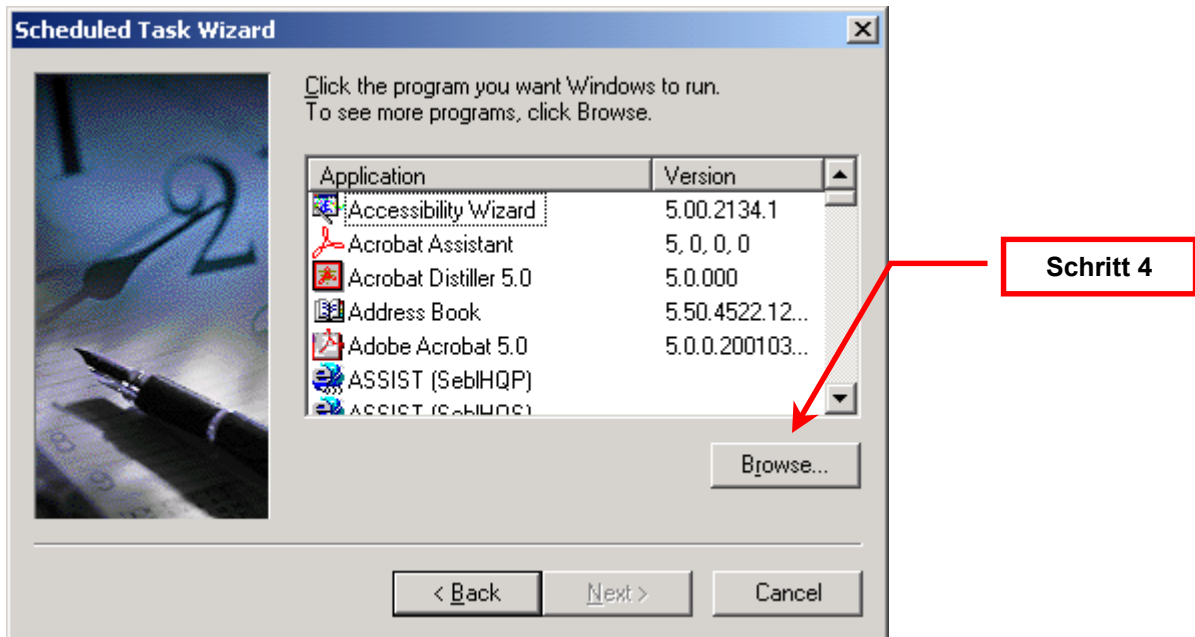 Scheduled Task Wizard
Click the program you want Windows to run.
To see more programs, click Browse.
Application Version
Accessibility Wizard 5.00.2134.1
Acrobat Assistant 5, 0, 0, 0
Acrobat Distiller 5.0 5.0.000
Address Book 5.50.4522.12...
Adobe Acrobat 5.0 5.0.0.200103...
ASSIST (SeblHQP)
ASSIST (SeblHQS)
Schritt 4
Browse...
< Back Next > Cancel